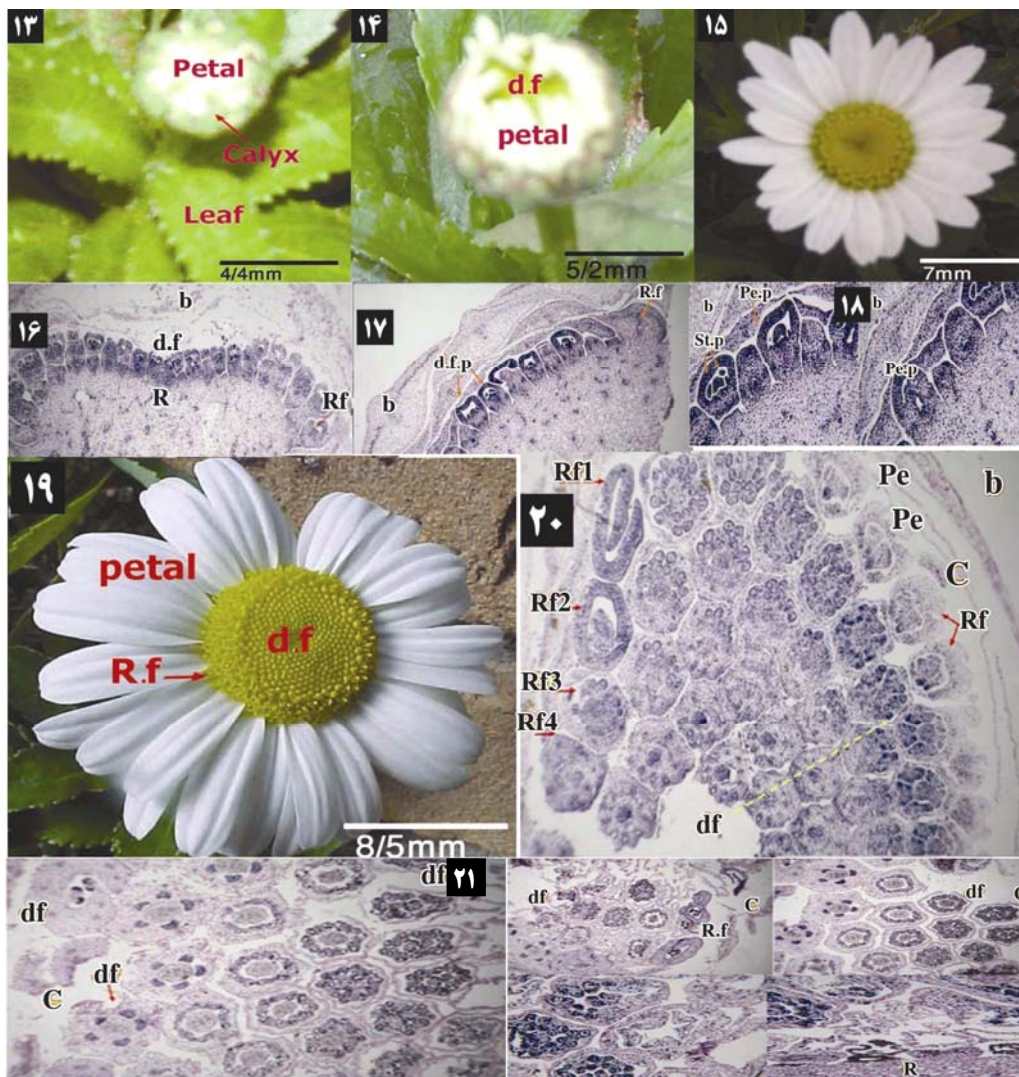 ۱۳
Petal
Calyx
Leaf
4/4mm
۱۴
d.f
petal
5/2mm
۱۵
7mm
۱۶
b
d.f
R
Rf
۱۷
R.f
d.f.p
b
b
Pe.p
۱۸
b
St.p
Pe.p
۱۹
petal
d.f
R.f
8/5mm
۲۰
Rf1
Pe
b
Pe
C
Rf2
Rf
Rf3
Rf4
df
۲۱
df
df
df
C
df
C
R.f
df
R